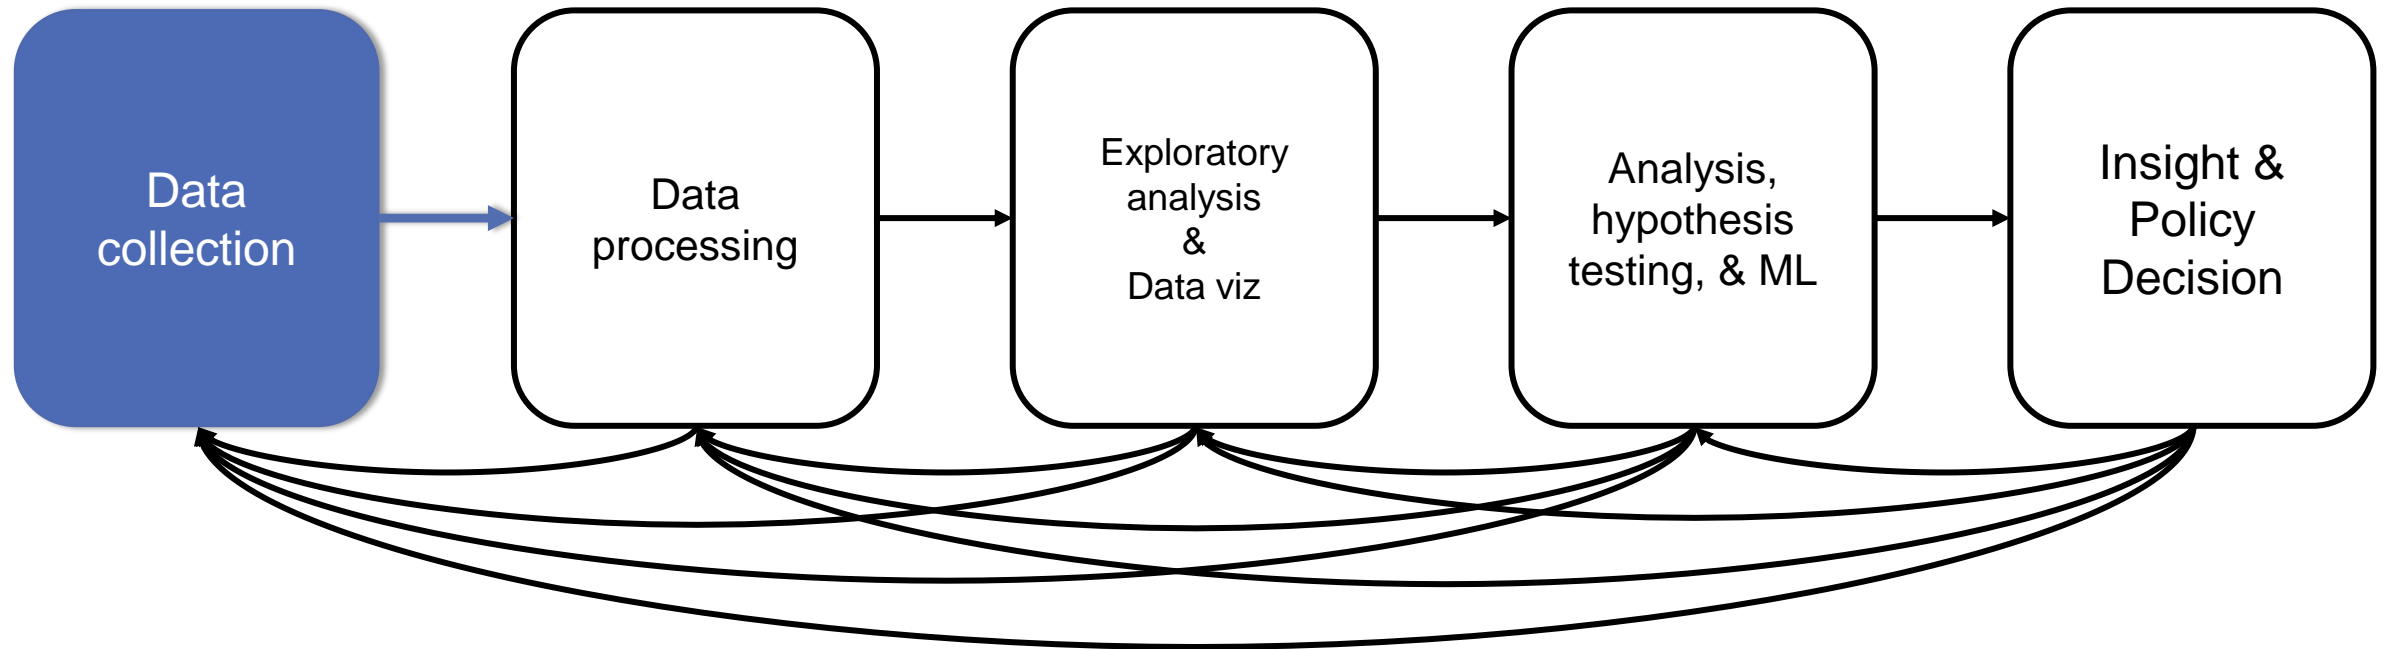 Data
collection
Data
processing
Exploratory
analysis
&
Data viz
Analysis,
hypothesis
testing, & ML
Insight &
Policy
Decision